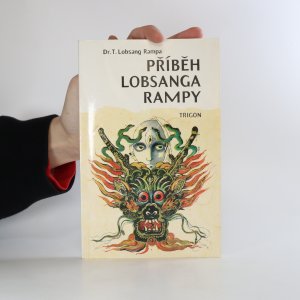 Dr. T. Lobsang Rampa
PŘÍBĚH
LOBSANGA
RAMPY
TRIGON